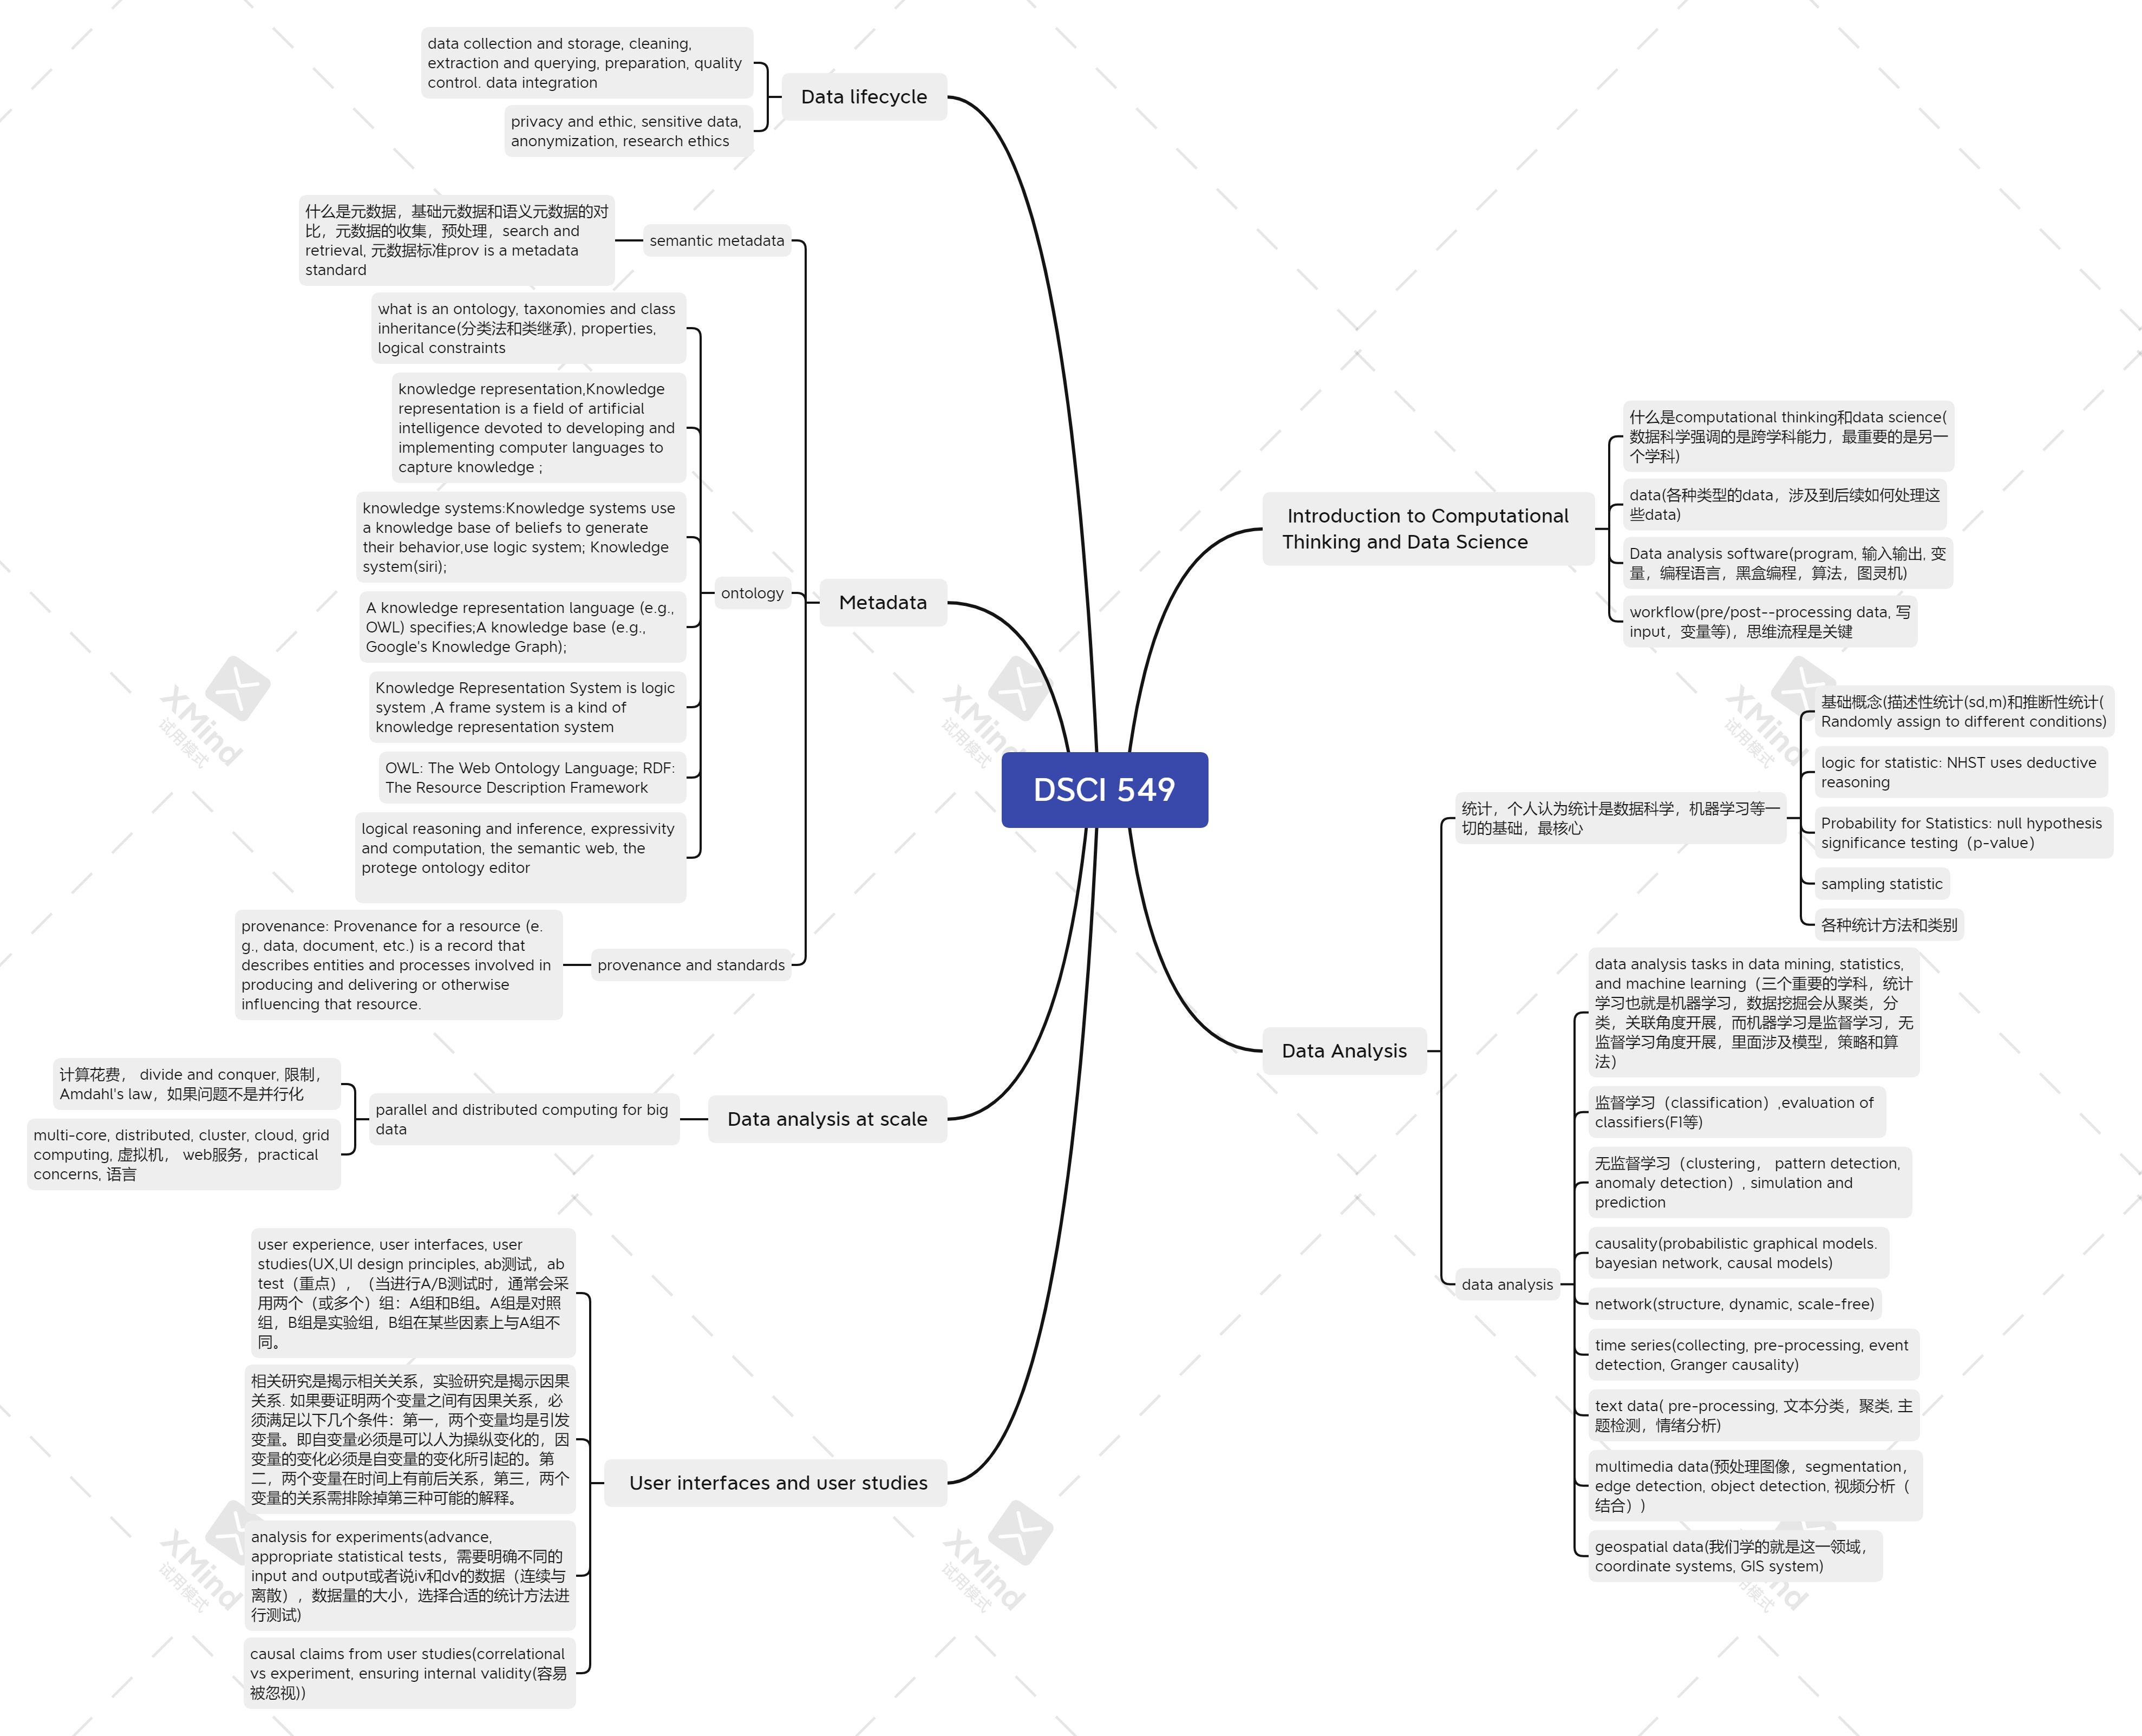 DSCI 549
Introduction to Computational
Thinking and Data Science
什么是computational thinking和data science(
数据科学强调的是跨学科能力，最重要的是另一
个学科)
data(各种类型的data，涉及到后续如何处理这
些data)
Data analysis software(program, 输入输出, 变
量，编程语言，黑盒编程，算法，图灵机)
workflow(pre/post--processing data, 写
input，变量等)，思维流程是关键
Data Analysis
统计，个人认为统计是数据科学，机器学习等一
切的基础，最核心
基础概念(描述性统计(sd,m)和推断性统计(
Randomly assign to different conditions)
logic for statistic: NHST uses deductive
reasoning
Probability for Statistics: null hypothesis
significance testing（p-value）
sampling statistic
各种统计方法和类别
data analysis
data analysis tasks in data mining, statistics,
and machine learning（三个重要的学科，统计
学习也就是机器学习，数据挖掘会从聚类，分
类，关联角度开展，而机器学习是监督学习，无
监督学习角度开展，里面涉及模型，策略和算
法）
监督学习（classification）,evaluation of
classifiers(F1等)
无监督学习（clustering， pattern detection,
anomaly detection）, simulation and
prediction
causality(probabilistic graphical models.
bayesian network, causal models)
network(structure, dynamic, scale-free)
time series(collecting, pre-processing, event
detection, Granger causality)
text data( pre-processing, 文本分类，聚类, 主
题检测，情绪分析)
multimedia data(预处理图像，segmentation，
edge detection, object detection, 视频分析（
结合）)
geospatial data(我们学的就是这一领域，
coordinate systems, GIS system)
Data lifecycle
data collection and storage, cleaning,
extraction and querying, preparation, quality
control. data integration
privacy and ethic, sensitive data,
anonymization, research ethics
Metadata
semantic metadata
什么是元数据，基础元数据和语义元数据的对
比，元数据的收集，预处理，search and
retrieval, 元数据标准prov is a metadata
standard
ontology
what is an ontology, taxonomies and class
inheritance(分类法和类继承), properties,
logical constraints
knowledge representation,Knowledge
representation is a field of artificial
intelligence devoted to developing and
implementing computer languages to
capture knowledge ;
knowledge systems:Knowledge systems use
a knowledge base of beliefs to generate
their behavior,use logic system; Knowledge
system(siri);
A knowledge representation language (e.g.,
OWL) specifies;A knowledge base (e.g.,
Google's Knowledge Graph);
Knowledge Representation System is logic
system ,A frame system is a kind of
knowledge representation system
OWL: The Web Ontology Language; RDF:
The Resource Description Framework
logical reasoning and inference, expressivity
and computation, the semantic web, the
protege ontology editor
provenance and standards
provenance: Provenance for a resource (e.
g., data, document, etc.) is a record that
describes entities and processes involved in
producing and delivering or otherwise
influencing that resource.
Data analysis at scale
parallel and distributed computing for big
data
计算花费， divide and conquer, 限制，
Amdahl's law，如果问题不是并行化
multi-core, distributed, cluster, cloud, grid
computing, 虚拟机， web服务，practical
concerns, 语言
User interfaces and user studies
user experience, user interfaces, user
studies(UX,UI design principles, ab测试，ab
test（重点），（当进行A/B测试时，通常会采
用两个（或多个）组：A组和B组。A组是对照
组，B组是实验组，B组在某些因素上与A组不
同。
相关研究是揭示相关关系，实验研究是揭示因果
关系. 如果要证明两个变量之间有因果关系，必
须满足以下几个条件：第一，两个变量均是引发
变量。即自变量必须是可以人为操纵变化的，因
变量的变化必须是自变量的变化所引起的。第
二，两个变量在时间上有前后关系，第三，两个
变量的关系需排除掉第三种可能的解释。
analysis for experiments(advance,
appropriate statistical tests，需要明确不同的
input and output或者说iv和dv的数据（连续与
离散），数据量的大小，选择合适的统计方法进
行测试)
causal claims from user studies(correlational
vs experiment, ensuring internal validity(容易
被忽视))
XMind
试用模式
XMind
试用模式
XMind
试用模式
XMind
试用模式
XMind
试用模式
XMind
试用模式